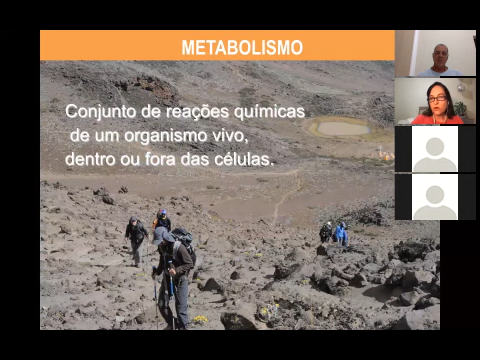 METABOLISMO
Conjunto de reações químicas
de um organismo vivo,
dentro ou fora das células.